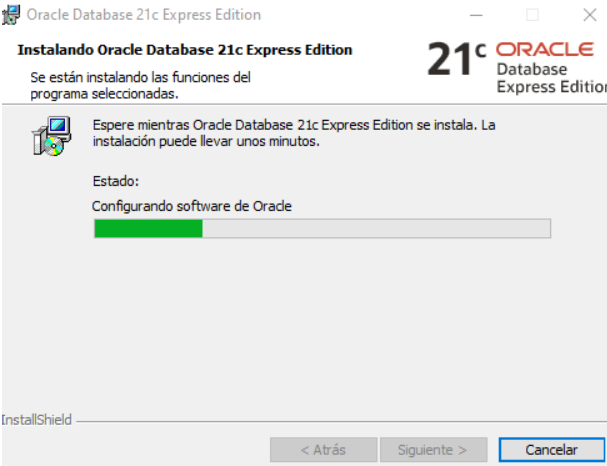 Oracle Database 21c Express Edition
Instalando Oracle Database 21c Express Edition
Se están instalando las funciones del
programa seleccionadas.
21c ORACLE
Database
Express Edition
Espere mientras Oracle Database 21c Express Edition se instala. La
instalación puede llevar unos minutos.
Estado:
Configurando software de Oracle
InstallShield
< Atrás
Siguiente >
Cancelar